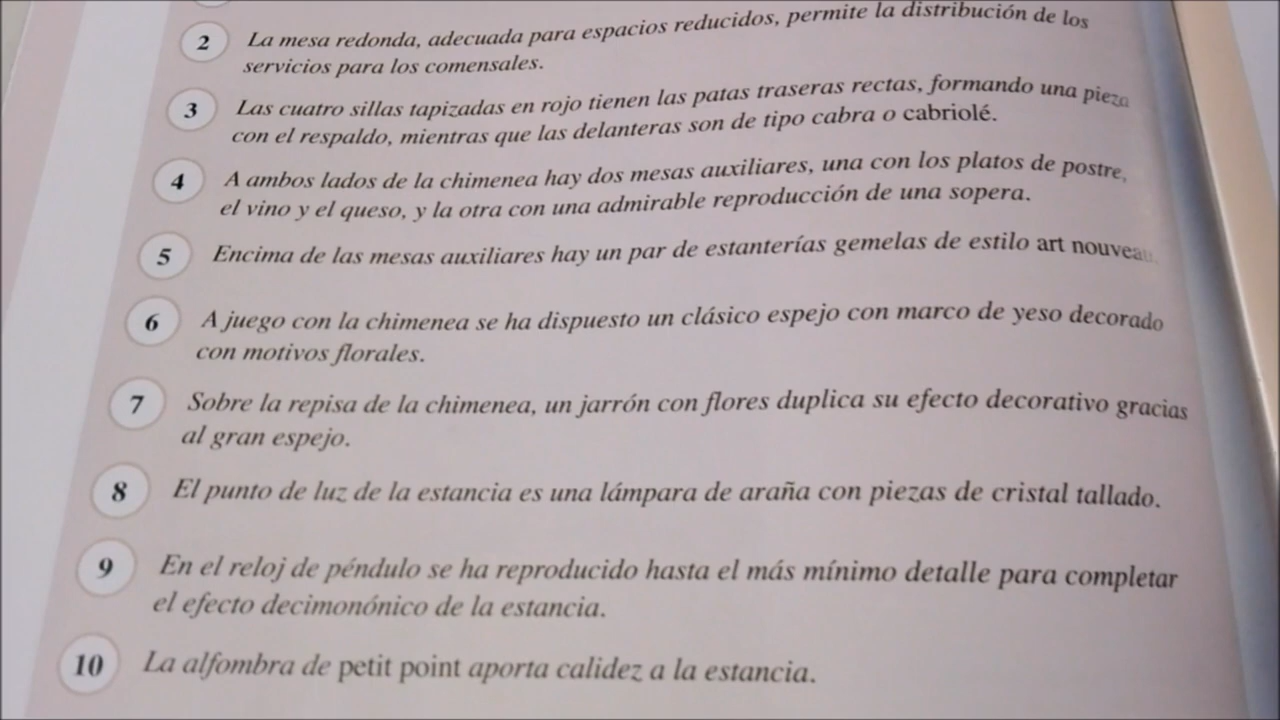 2 La mesa redonda, adecuada para espacios reducidos, permite la distribución de los
servicios para los comensales.
3 Las cuatro sillas tapizadas en rojo tienen las patas traseras rectas, formando una pieza
con el respaldo, mientras que las delanteras son de tipo cabra o cabriolé.
4 A ambos lados de la chimenea hay dos mesas auxiliares, una con los platos de postre,
el vino y el queso, y la otra con una admirable reproducción de una sopera.
5 Encima de las mesas auxiliares hay un par de estanterías gemelas de estilo art nouveau.
6 A juego con la chimenea se ha dispuesto un clásico espejo con marco de yeso decorado
con motivos florales.
7 Sobre la repisa de la chimenea, un jarrón con flores duplica su efecto decorativo gracias
al gran espejo.
8 El punto de luz de la estancia es una lámpara de araña con piezas de cristal tallado.
9 En el reloj de péndulo se ha reproducido hasta el más mínimo detalle para completar
el efecto decimonónico de la estancia.
10 La alfombra de petit point aporta calidez a la estancia.